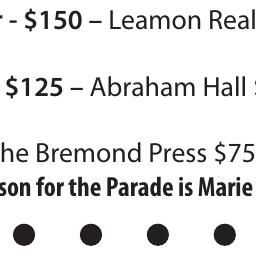 - $150 – Leamon Real
$125 – Abraham Hall
he Bremond Press $75
son for the Parade is Marie